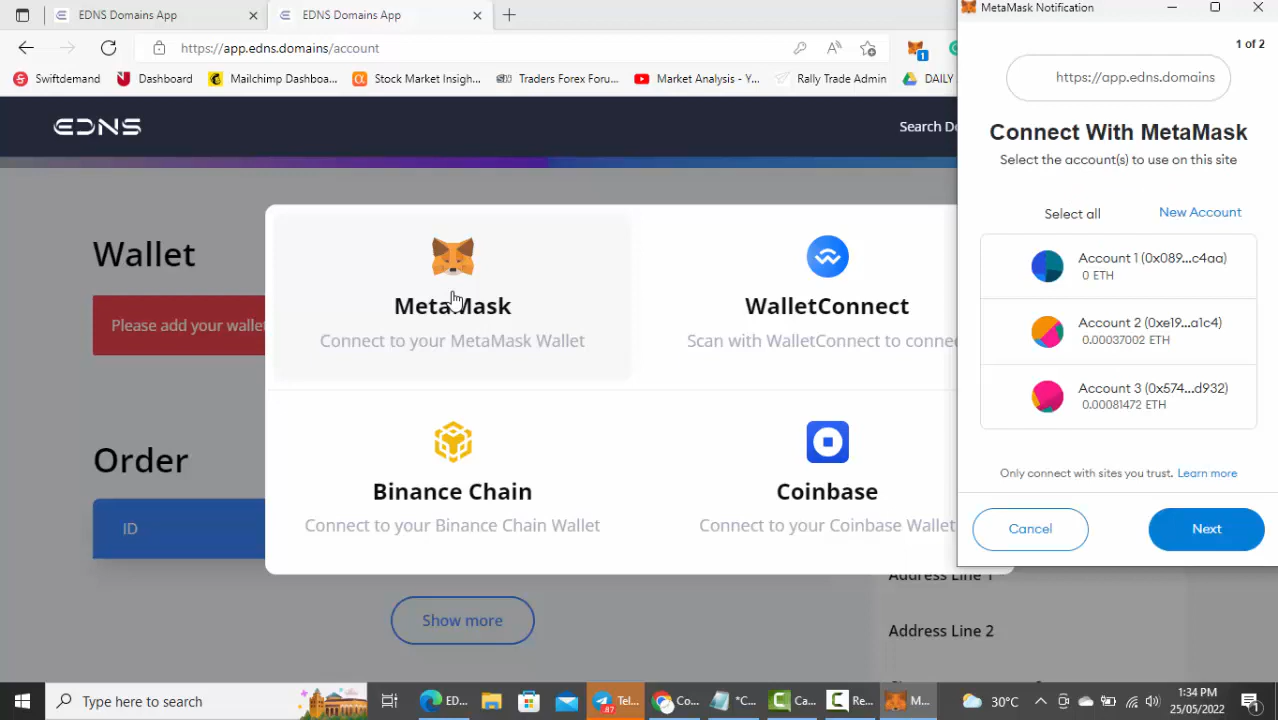 EDNS Domains App
EDNS Domains App
https://app.edns.domains/account
1
Swiftdemand
Dashboard
Mailchimp Dashboa...
Stock Market Insigh...
Traders Forex Foru...
Market Analysis - Y...
Rally Trade Admin
DAILY
EDNS
Search Do
Wallet
Please add your wallet
MetaMask
Connect to your MetaMask Wallet
WalletConnect
Scan with WalletConnect to connec
Binance Chain
Connect to your Binance Chain Wallet
Coinbase
Connect to your Coinbase Wallet
Order
ID
Show more
Address Line 1
Address Line 2
MetaMask Notification
1 of 2
https://app.edns.domains
Connect With MetaMask
Select the account(s) to use on this site
Select all
New Account
Account 1 (0x089...c4aa)
0 ETH
Account 2 (0xe19...a1c4)
0.00037002 ETH
Account 3 (0x574...d932)
0.00081472 ETH
Only connect with sites you trust. Learn more
Cancel
Next
Type here to search
ED...
Tel...
87
Co...
*C...
Ca...
Re...
M...
30°C
1:34 PM
25/05/2022
1